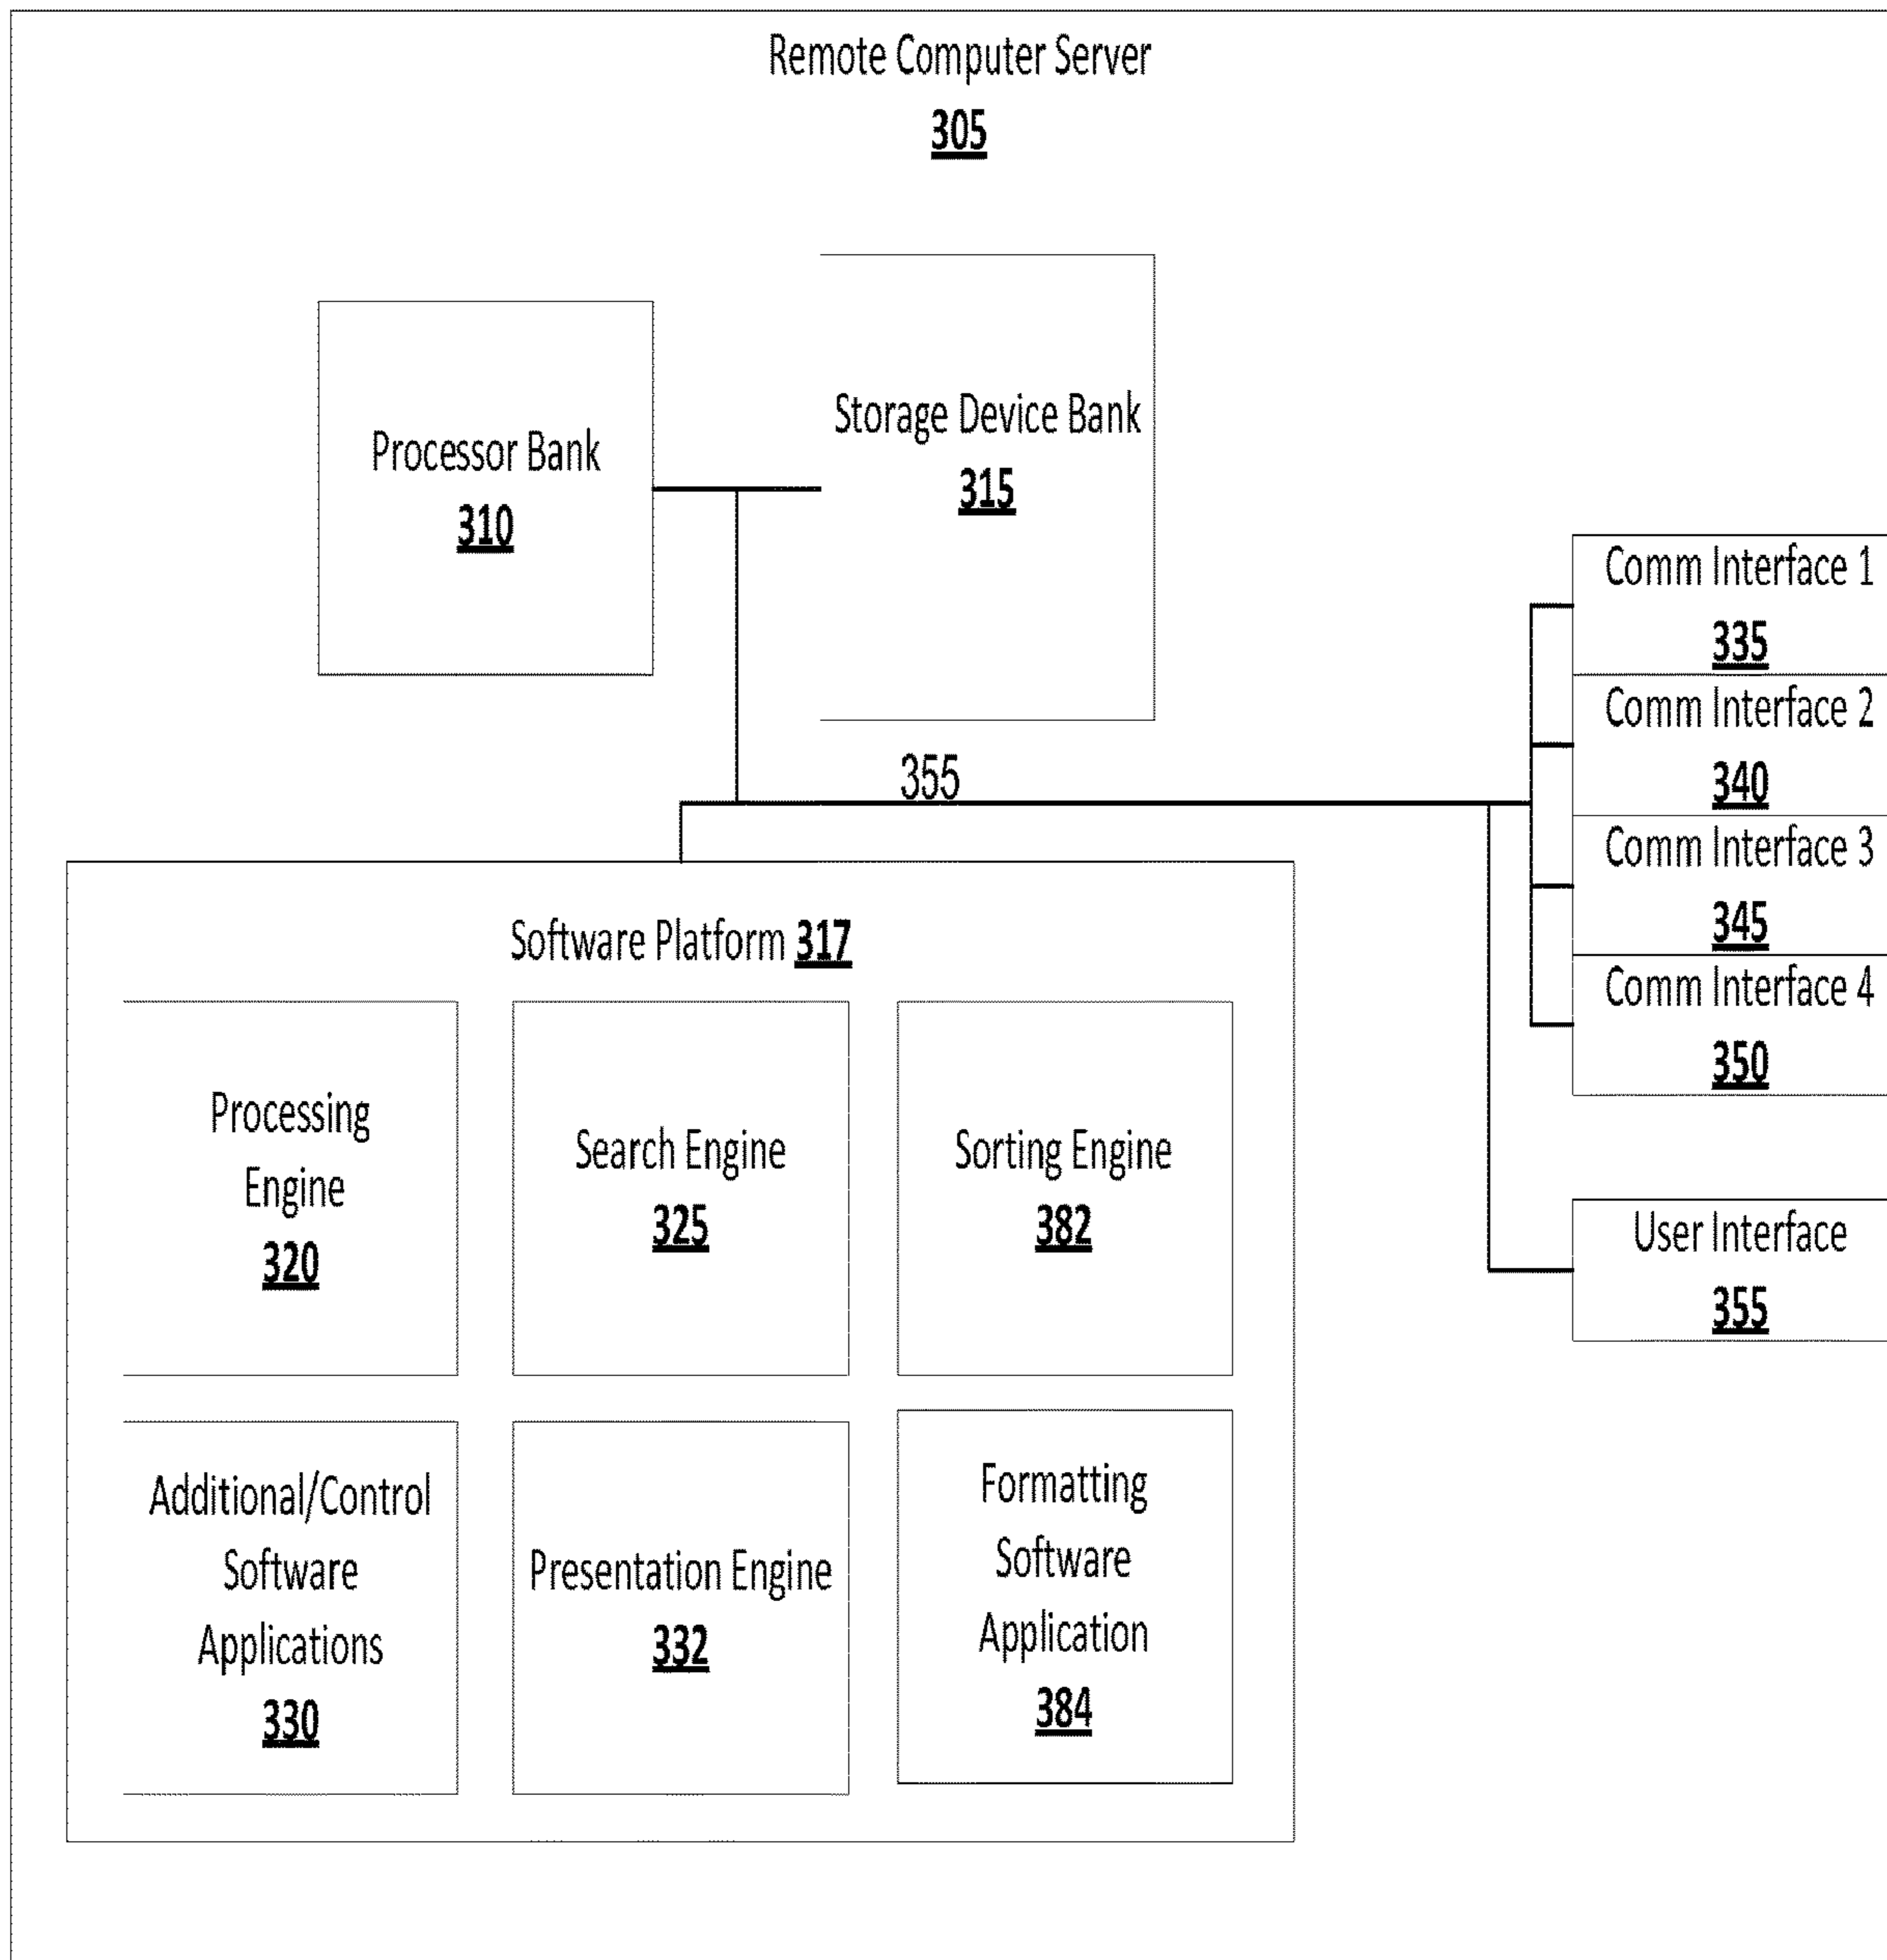 Remote Computer Server
305
Processor Bank
310
Storage Device Bank
315
355
Comm Interface 1
335
Comm Interface 2
340
Comm Interface 3
345
Comm Interface 4
350
User Interface
355
Software Platform 317
Processing
Engine
320
Search Engine
325
Sorting Engine
382
Additional/Control
Software
Applications
330
Presentation Engine
332
Formatting
Software
Application
384